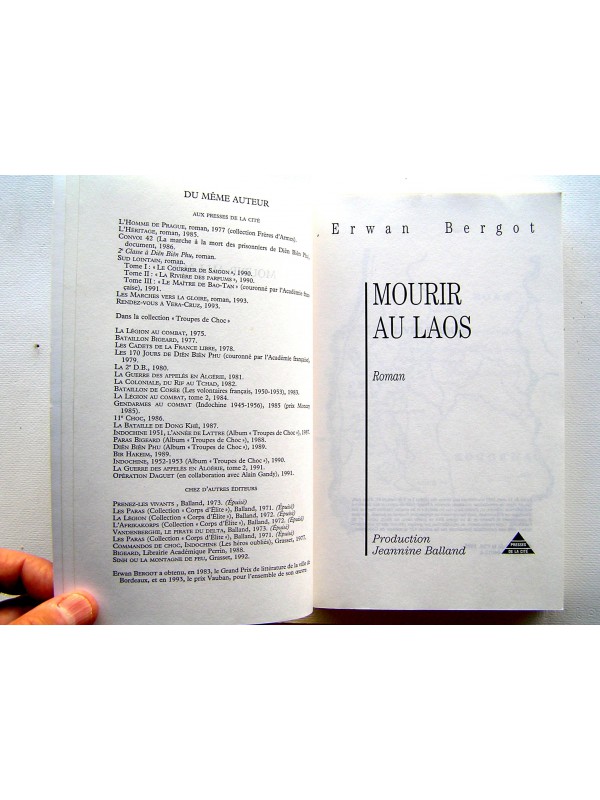 DU MÊME AUTEUR
AUX PRESSES DE LA CITÉ
L'HOMME DE PRAGUE, roman, 1977 (collection Frères d'Armes).
L'HÉRITAGE, roman, 1985.
CONVOI 42 (La marche à la mort des prisonniers de Diên Biên Phu,
document, 1986.
2e Classe à Diên Biên Phu, roman.
SUD LOINTAIN, roman.
Tome I : « LE COURRIER DE SAIGON », 1990.
Tome II : « LA RIVIÈRE DES PARFUMS », 1990.
Tome III : « LE MAÎTRE DE BAO-TAN » (couronné par l'Académie fran-
çaise), 1991.
LES MARCHES VERS LA GLOIRE, roman, 1993.
RENDEZ-VOUS À VERA-CRUZ, 1993.
Dans la collection « Troupes de Choc »
LA LÉGION AU COMBAT, 1975.
BATAILLON BIGEARD, 1977.
LES CADETS DE LA FRANCE LIBRE, 1978.
LES 170 JOURS DE DIÊN BIÊN PHU (couronné par l'Académie française),
1979.
LA 2e D.B., 1980.
LA GUERRE DES APPELÉS EN ALGÉRIE, 1981.
LA COLONIALE, DU RIF AU TCHAD, 1982.
BATAILLON DE CORÉE (Les volontaires français, 1950-1953), 1983.
LA LÉGION AU COMBAT, tome 2, 1984.
GENDARMES AU COMBAT (Indochine 1945-1956), 1985 (prix Moncey
1985).
11e CHOC, 1986.
LA BATAILLE DE DONG KHÊ, 1987.
INDOCHINE 1951, L'ANNÉE DE LATTRE (Album « Troupes de Choc »), 1987.
PARAS BIGEARD (Album « Troupes de Choc »), 1988.
DIÊN BIÊN PHU (Album « Troupes de Choc »), 1989.
BIR HAKEIM, 1989.
INDOCHINE, 1952-1953 (Album « Troupes de Choc »), 1990.
LA GUERRE DES APPELÉS EN ALGÉRIE, tome 2, 1991.
OPÉRATION DAGUET (en collaboration avec Alain Gandy), 1991.
CHEZ D'AUTRES ÉDITEURS
PRENEZ-LES VIVANTS, Balland, 1973. (Épuisé)
LES PARAS (Collection « Corps d'Elite »), Balland, 1971. (Épuisé)
LA LÉGION (Collection « Corps d'Elite »), Balland, 1972. (Épuisé)
L'AFRIKAKORPS (Collection « Corps d'Elite »), Balland, 1972. (Épuisé)
VANDENBERGHE, LE PIRATE DU DELTA, Balland, 1973. (Épuisé)
LES PARAS (Collection « Corps d'Elite »), Balland, 1971. (Épuisé)
COMMANDOS DE CHOC, INDOCHINE (Les héros oubliés), Grasset, 1977.
BIGEARD, Librairie Académique Perrin, 1988.
SINH OU LA MONTAGNE DE FEU, Grasset, 1992.
Erwan BERGOT a obtenu, en 1983, le Grand Prix de littérature de la ville de
Bordeaux, et en 1993, le prix Vauban, pour l'ensemble de son œuvre.
Erwan Bergot
MOURIR
AU LAOS
Roman
Production
Jeannine Balland
PRESSES
DE LA CITÉ